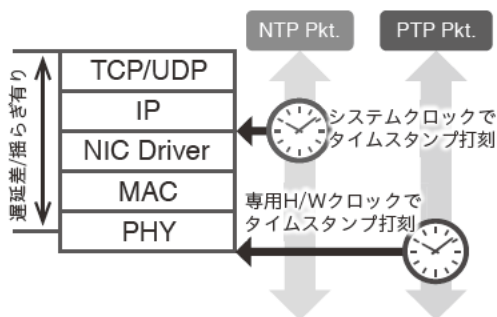 NTP Pkt.
PTP Pkt.
遅延差/揺らぎ有り
TCP/UDP
IP
NIC Driver
MAC
PHY
システムクロックで
タイムスタンプ打刻
専用H/Wクロックで
タイムスタンプ打刻